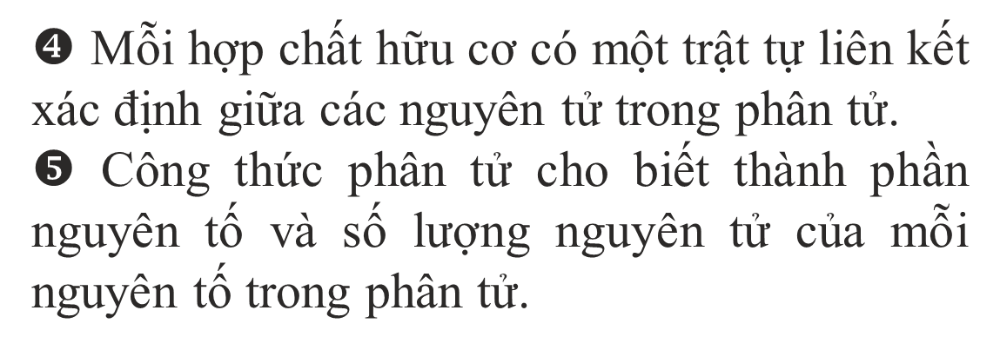 ❹ Mỗi hợp chất hữu cơ có một trật tự liên kết
xác định giữa các nguyên tử trong phân tử.
❺ Công thức phân tử cho biết thành phần
nguyên tố và số lượng nguyên tử của mỗi
nguyên tố trong phân tử.